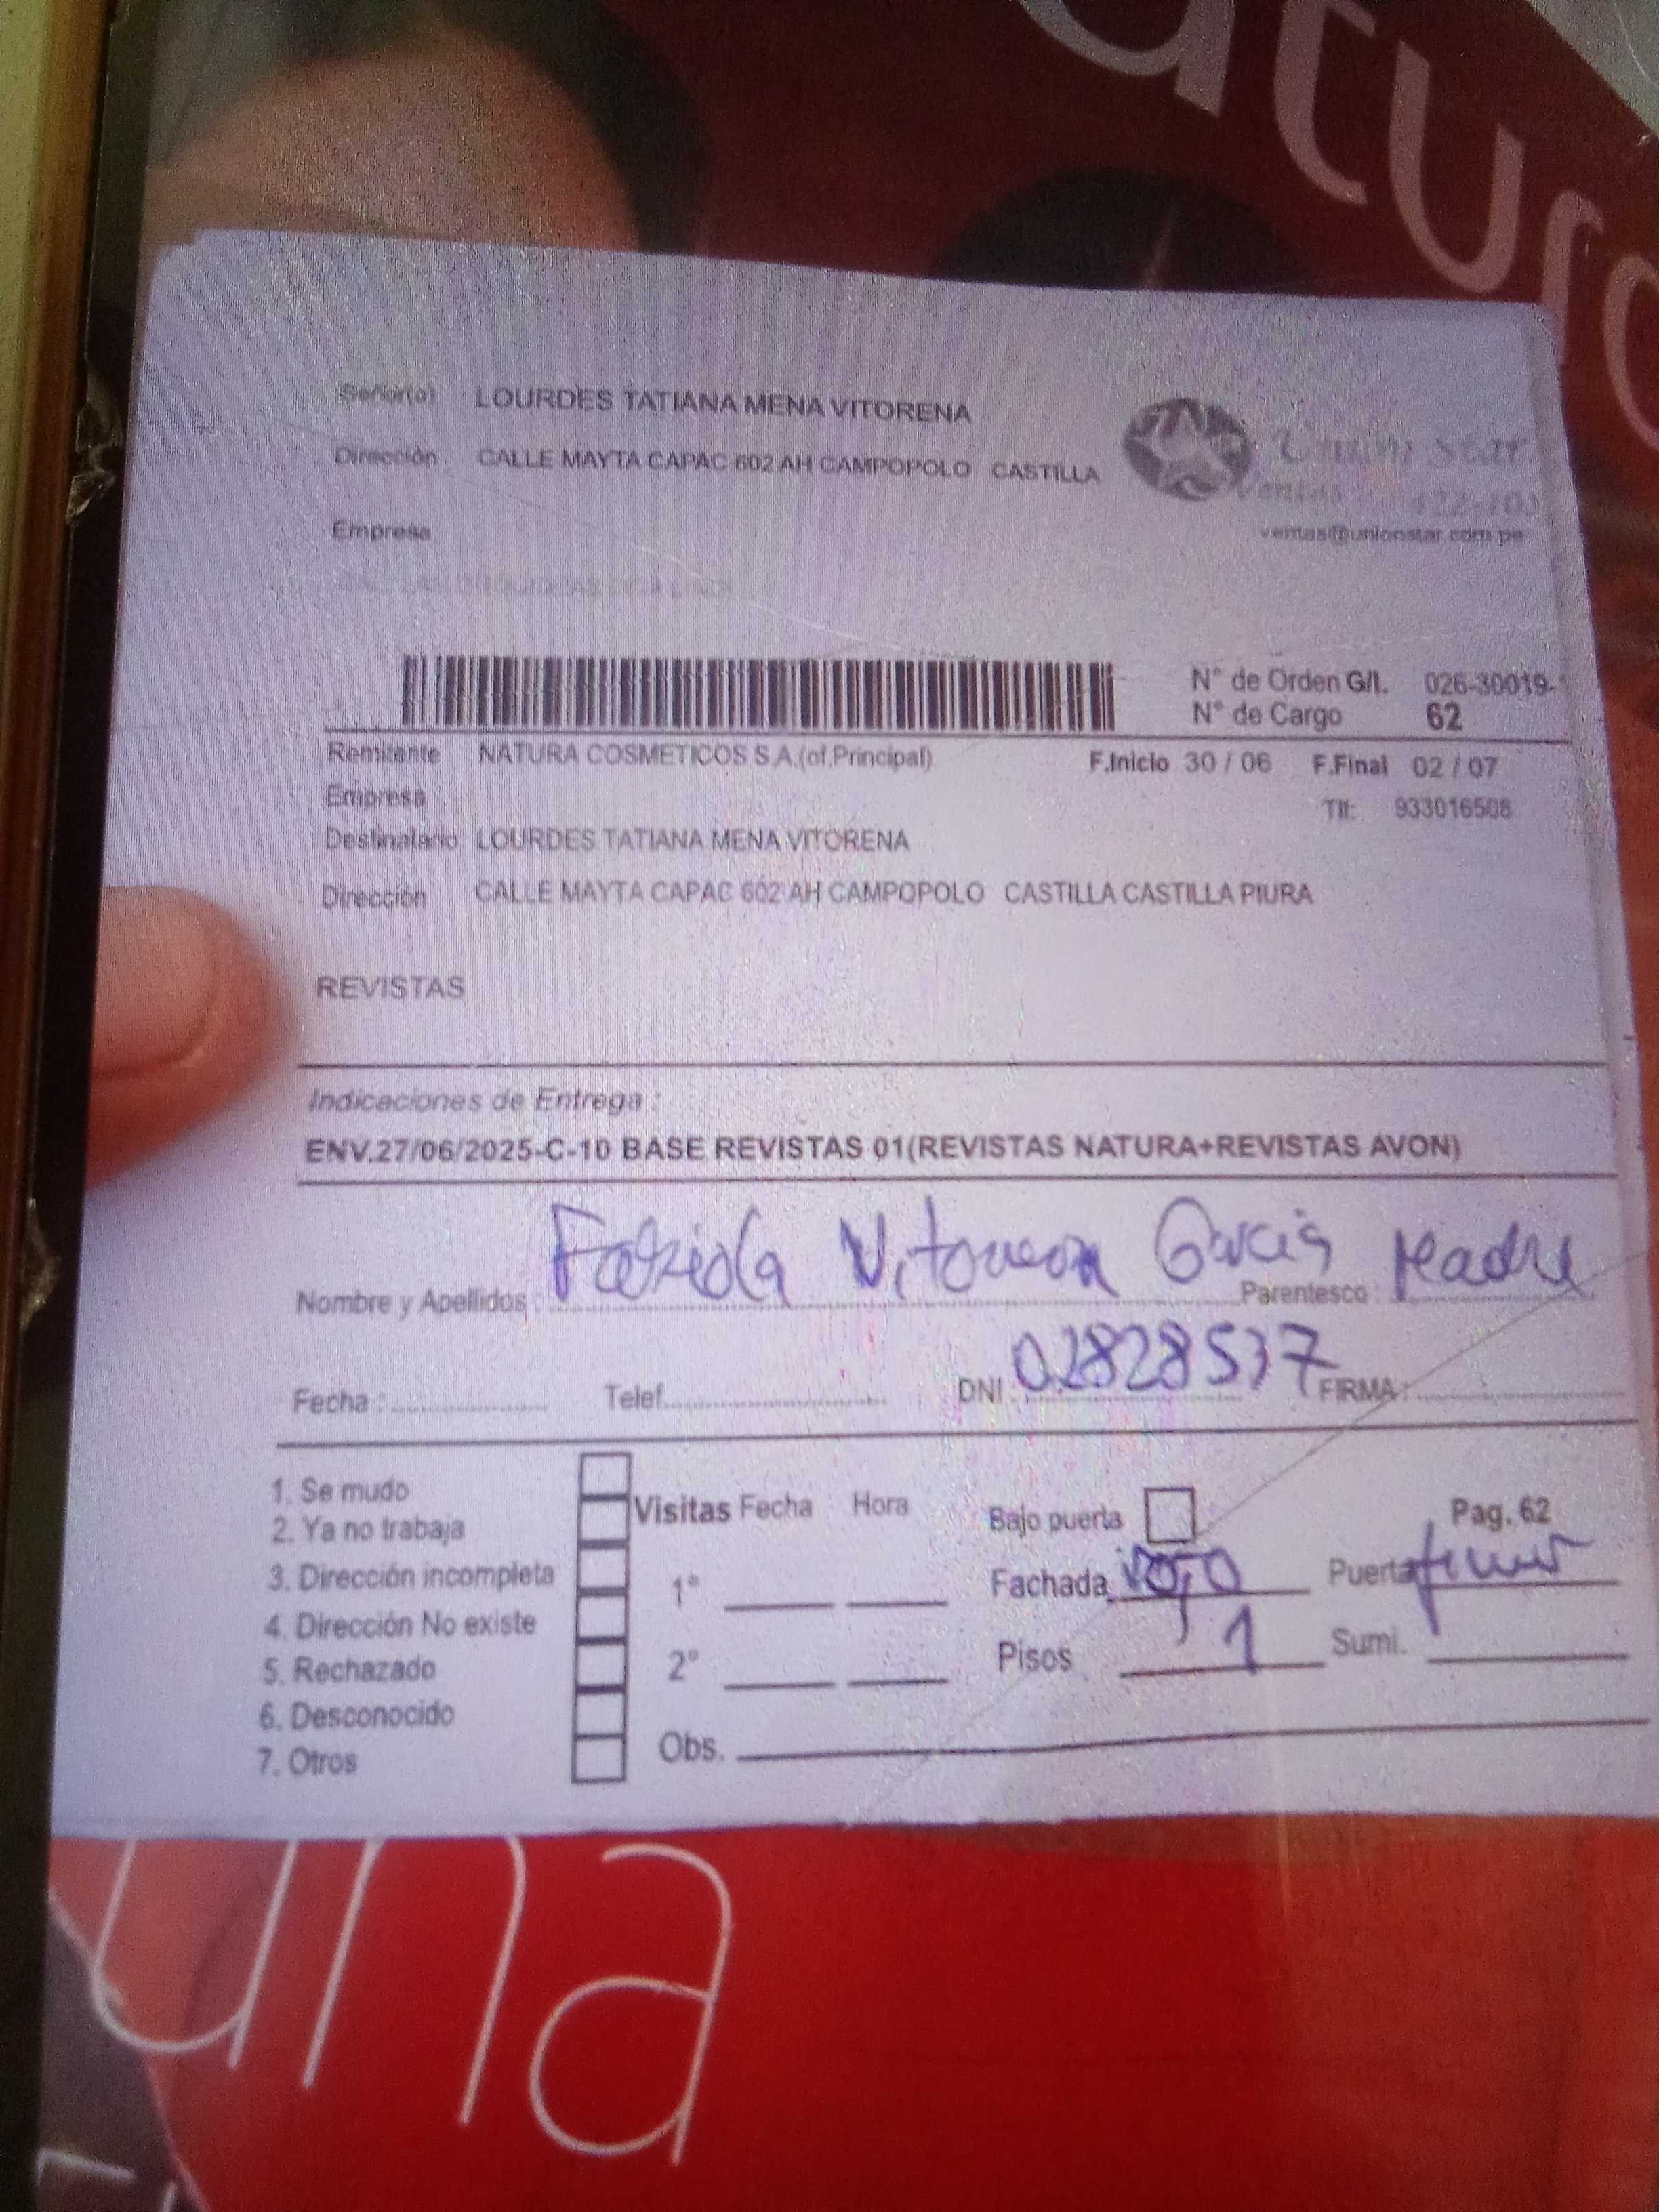 Señor(a) LOURDES TATIANA MENA VITORENA
Dirección CALLE MAYTA CAPAC 602 AH CAMPOPOLO CASTILLA
Union Star
Ventas 422-103
Empresa
ventas@unionstar.com.pe
N° de Orden G/I. 026-30019-
N° de Cargo 62
Remitente NATURA COSMETICOS S.A.(of.Principal) F.Inicio 30 / 06 F.Final 02 / 07
Empresa Tlf: 933016508
Destinatario LOURDES TATIANA MENA VITORENA
Dirección CALLE MAYTA CAPAC 602 AH CAMPOPOLO CASTILLA CASTILLA PIURA
REVISTAS
Indicaciones de Entrega :
ENV.27/06/2025-C-10 BASE REVISTAS 01(REVISTAS NATURA+REVISTAS AVON)
Nombre y Apellidos : Fabiola Vitorena Garcia Parentesco : Madre
Fecha : Telef. DNI : 02828537 FIRMA :
1. Se mudo
2. Ya no trabaja
3. Dirección incompleta
4. Dirección No existe
5. Rechazado
6. Desconocido
7. Otros
Visitas Fecha Hora
1°
2°
Obs.
Bajo puerta Pag. 62
Fachada rojo Puerta
Pisos 1 Sumi.
una